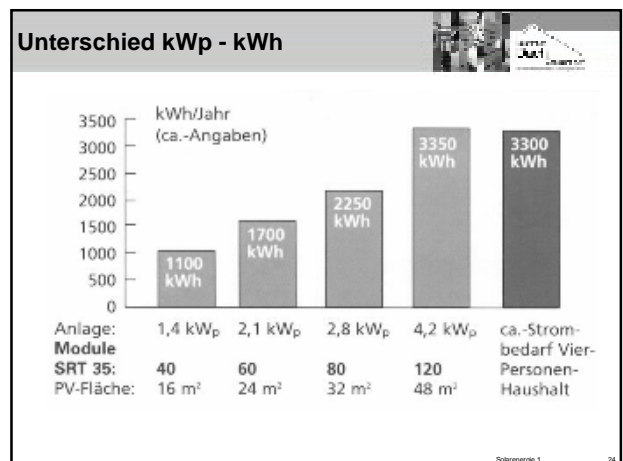 Unterschied kWp - kWh
kWh/Jahr
(ca.-Angaben)
3500
3000
2500
2000
1500
1000
500
0
1100
kWh
1700
kWh
2250
kWh
3350
kWh
3300
kWh
Anlage: 1,4 kWp 2,1 kWp 2,8 kWp 4,2 kWp ca.-Strom-
Module bedarf Vier-
SRT 35: 40 60 80 120 Personen-
PV-Fläche: 16 m² 24 m² 32 m² 48 m² Haushalt
Solarenergie 1 24